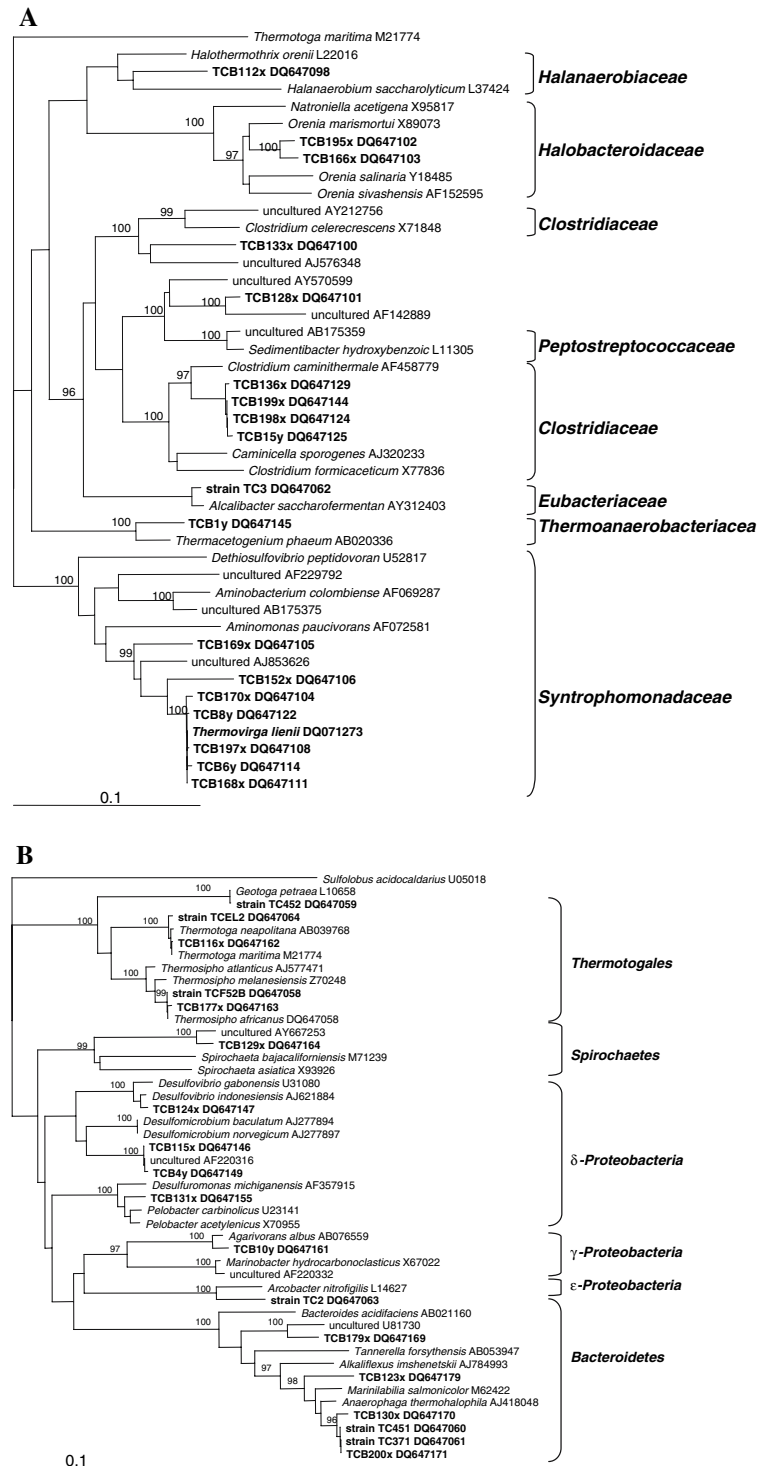 A
Thermotoga maritima M21774
Halothermothrix orenii L22016
TCB112x DQ647098
Halanaerobium saccharolyticum L37424
Halanaerobiaceae
Natroniella acetigena X95817
100
Orenia marismortui X89073
TCB195x DQ647102
100
TCB166x DQ647103
97
Orenia salinaria Y18485
Orenia sivashensis AF152595
Halobacteroidaceae
uncultured AY212756
99
Clostridium celerecrescens X71848
Clostridiaceae
100
TCB133x DQ647100
uncultured AJ576348
uncultured AY570599
TCB128x DQ647101
100
100
uncultured AF142889
uncultured AB175359
100
Sedimentibacter hydroxybenzoic L11305
Peptostreptococcaceae
Clostridium caminithermale AF458779
97
TCB136x DQ647129
96
TCB199x DQ647144
TCB198x DQ647124
100
TCB15y DQ647125
Caminicella sporogenes AJ320233
Clostridium formicaceticum X77836
Clostridiaceae
strain TC3 DQ647062
Alcalibacter saccharofermentan AY312403
Eubacteriaceae
TCB1y DQ647145
100
Thermacetogenium phaeum AB020336
Thermoanaerobacteriacea
Dethiosulfovibrio peptidovoran U52817
100
uncultured AF229792
Aminobacterium colombiense AF069287
100
uncultured AB175375
Aminomonas paucivorans AF072581
TCB169x DQ647105
99
uncultured AJ853626
TCB152x DQ647106
TCB170x DQ647104
100
TCB8y DQ647122
Thermovirga lienii DQ071273
TCB197x DQ647108
TCB6y DQ647114
TCB168x DQ647111
Syntrophomonadaceae
0.1
B
Sulfolobus acidocaldarius U05018
100
Geotoga petraea L10658
strain TC452 DQ647059
100
strain TCEL2 DQ647064
100
Thermotoga neapolitana AB039768
TCB116x DQ647162
Thermotoga maritima M21774
Thermosipho atlanticus AJ577471
100
Thermosipho melanesiensis Z70248
99
strain TCF52B DQ647058
TCB177x DQ647163
Thermosipho africanus DQ647058
Thermotogales
uncultured AY667253
100
TCB129x DQ647164
99
Spirochaeta bajacaliforniensis M71239
Spirochaeta asiatica X93926
Spirochaetes
Desulfovibrio gabonensis U31080
100
Desulfovibrio indonesiensis AJ621884
TCB124x DQ647147
Desulfomicrobium baculatum AJ277894
100
Desulfomicrobium norvegicum AJ277897
TCB115x DQ647146
100
uncultured AF220316
TCB4y DQ647149
Desulfuromonas michiganensis AF357915
100
TCB131x DQ647155
Pelobacter carbinolicus U23141
Pelobacter acetylenicus X70955
δ-Proteobacteria
Agarivorans albus AB076559
100
TCB10y DQ647161
97
Marinobacter hydrocarbonoclasticus X67022
100
uncultured AF220332
γ-Proteobacteria
Arcobacter nitrofigilis L14627
100
strain TC2 DQ647063
ε-Proteobacteria
Bacteroides acidifaciens AB021160
100
uncultured U81730
100
TCB179x DQ647169
Tannerella forsythensis AB053947
97
Alkaliflexus imshenetskii AJ784993
TCB123x DQ647179
98
Marinilabilia salmonicolor M62422
Anaerophaga thermohalophila AJ418048
TCB130x DQ647170
96
strain TC451 DQ647060
strain TC371 DQ647061
TCB200x DQ647171
Bacteroidetes
0.1